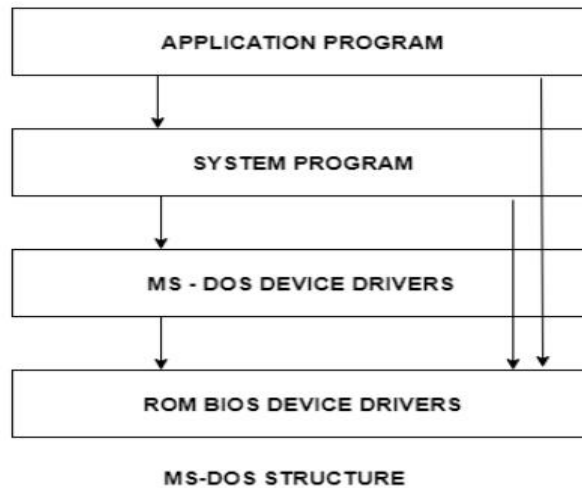 APPLICATION PROGRAM
SYSTEM PROGRAM
MS - DOS DEVICE DRIVERS
ROM BIOS DEVICE DRIVERS
MS-DOS STRUCTURE